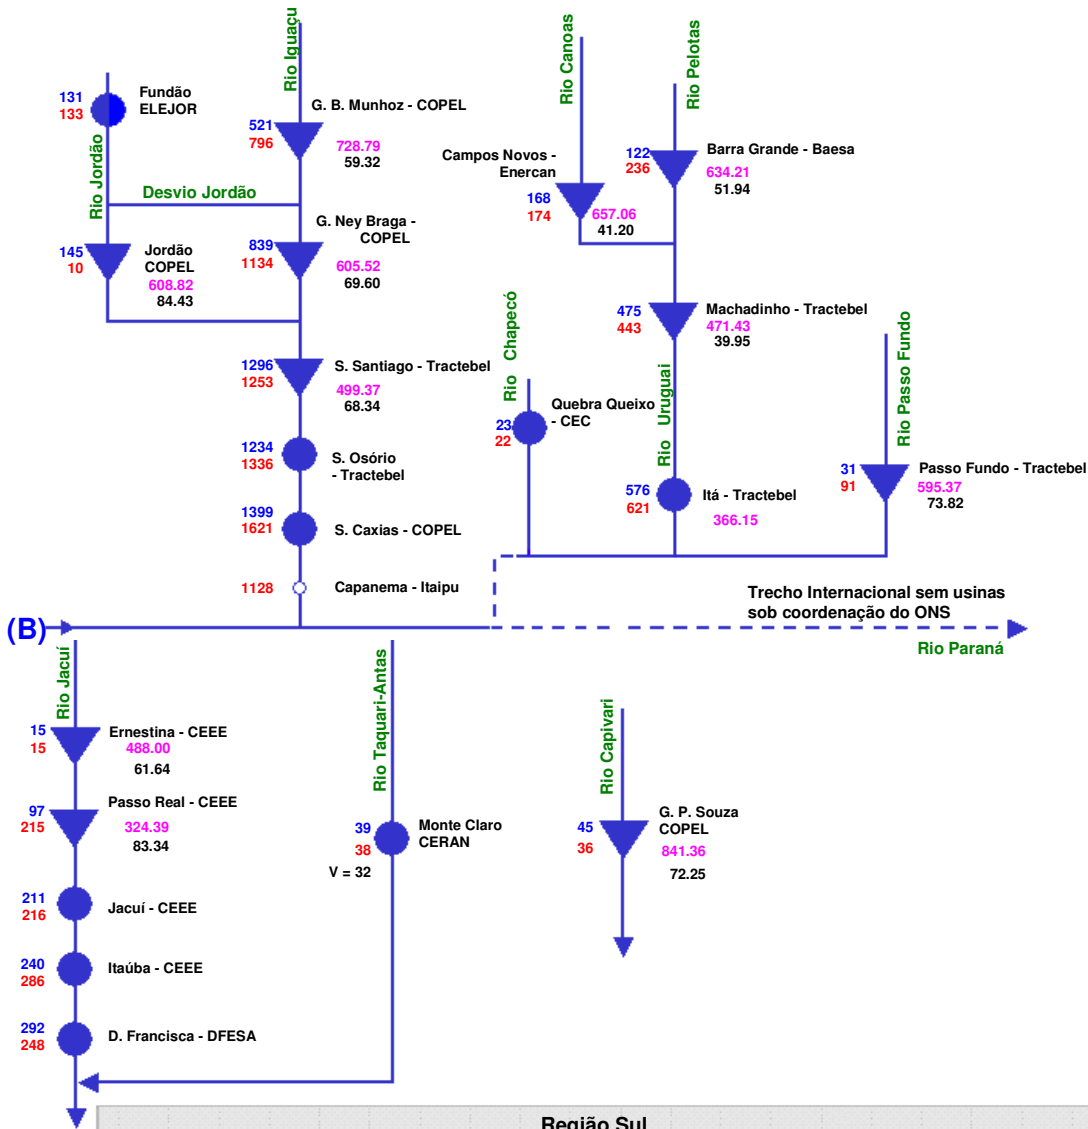 Rio Iguaçu
131
133
Fundão
ELEJOR
Rio Jordão
G. B. Munhoz - COPEL
521
796
728.79
59.32
Desvio Jordão
145
10
Jordão
COPEL
608.82
84.43
G. Ney Braga -
COPEL
839
1134
605.52
69.60
1296
1253
S. Santiago - Tractebel
499.37
68.34
1234
1336
S. Osório
- Tractebel
1399
1621
S. Caxias - COPEL
1128
Capanema - Itaipu
Rio Canoas
Rio Pelotas
Campos Novos -
Enercan
168
174
657.06
41.20
122
236
Barra Grande - Baesa
634.21
51.94
475
443
Machadinho - Tractebel
471.43
39.95
Rio Chapecó
Quebra Queixo
- CEC
23
22
Rio Uruguai
576
621
Itá - Tractebel
366.15
Rio Passo Fundo
31
91
Passo Fundo - Tractebel
595.37
73.82
Trecho Internacional sem usinas
sob coordenação do ONS
(B)
Rio Paraná
Rio Jacuí
15
15
Ernestina - CEEE
488.00
61.64
97
215
Passo Real - CEEE
324.39
83.34
211
216
Jacuí - CEEE
240
286
Itaúba - CEEE
292
248
D. Francisca - DFESA
Rio Taquari-Antas
39
38
V = 32
Monte Claro
CERAN
Rio Capivari
45
36
G. P. Souza
COPEL
841.36
72.25
Região Sul